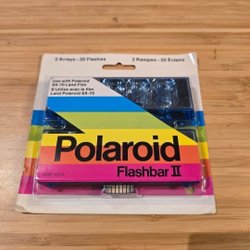 2 Arrays-20 Flashes
2 Rampes-20 Éclairs
Use with Polaroid
SX-70 Land Film
S'utilise avec le film
Land Polaroid SX-70
Polaroid
Flashbar II